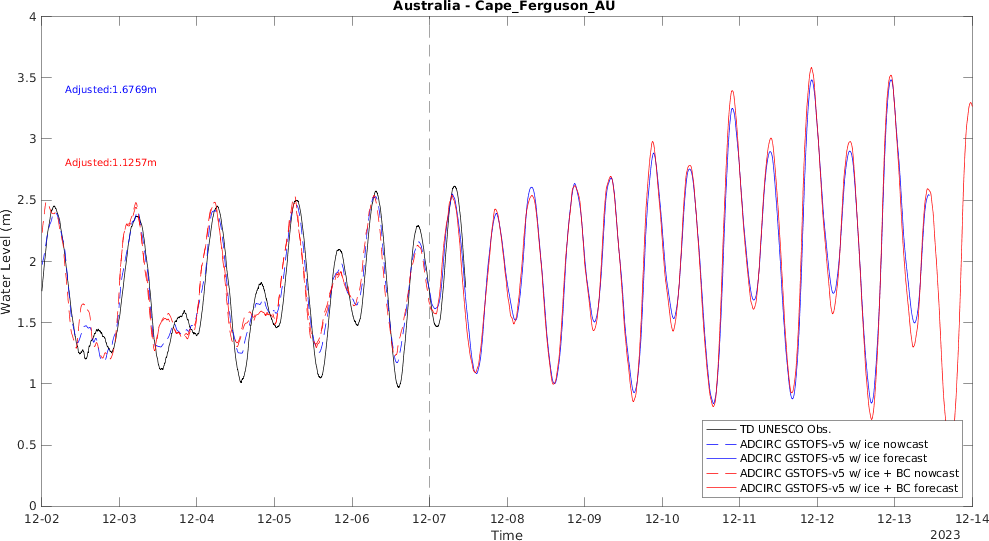 Australia - Cape_Ferguson_AU
4
3.5
3
2.5
2
1.5
1
0.5
0
Water Level (m)
Adjusted:1.6769m
Adjusted:1.1257m
TD UNESCO Obs.
ADCIRC GSTOFS-v5 w/ ice nowcast
ADCIRC GSTOFS-v5 w/ ice forecast
ADCIRC GSTOFS-v5 w/ ice + BC nowcast
ADCIRC GSTOFS-v5 w/ ice + BC forecast
12-02 12-03 12-04 12-05 12-06 12-07 12-08 12-09 12-10 12-11 12-12 12-13 12-14
Time
2023